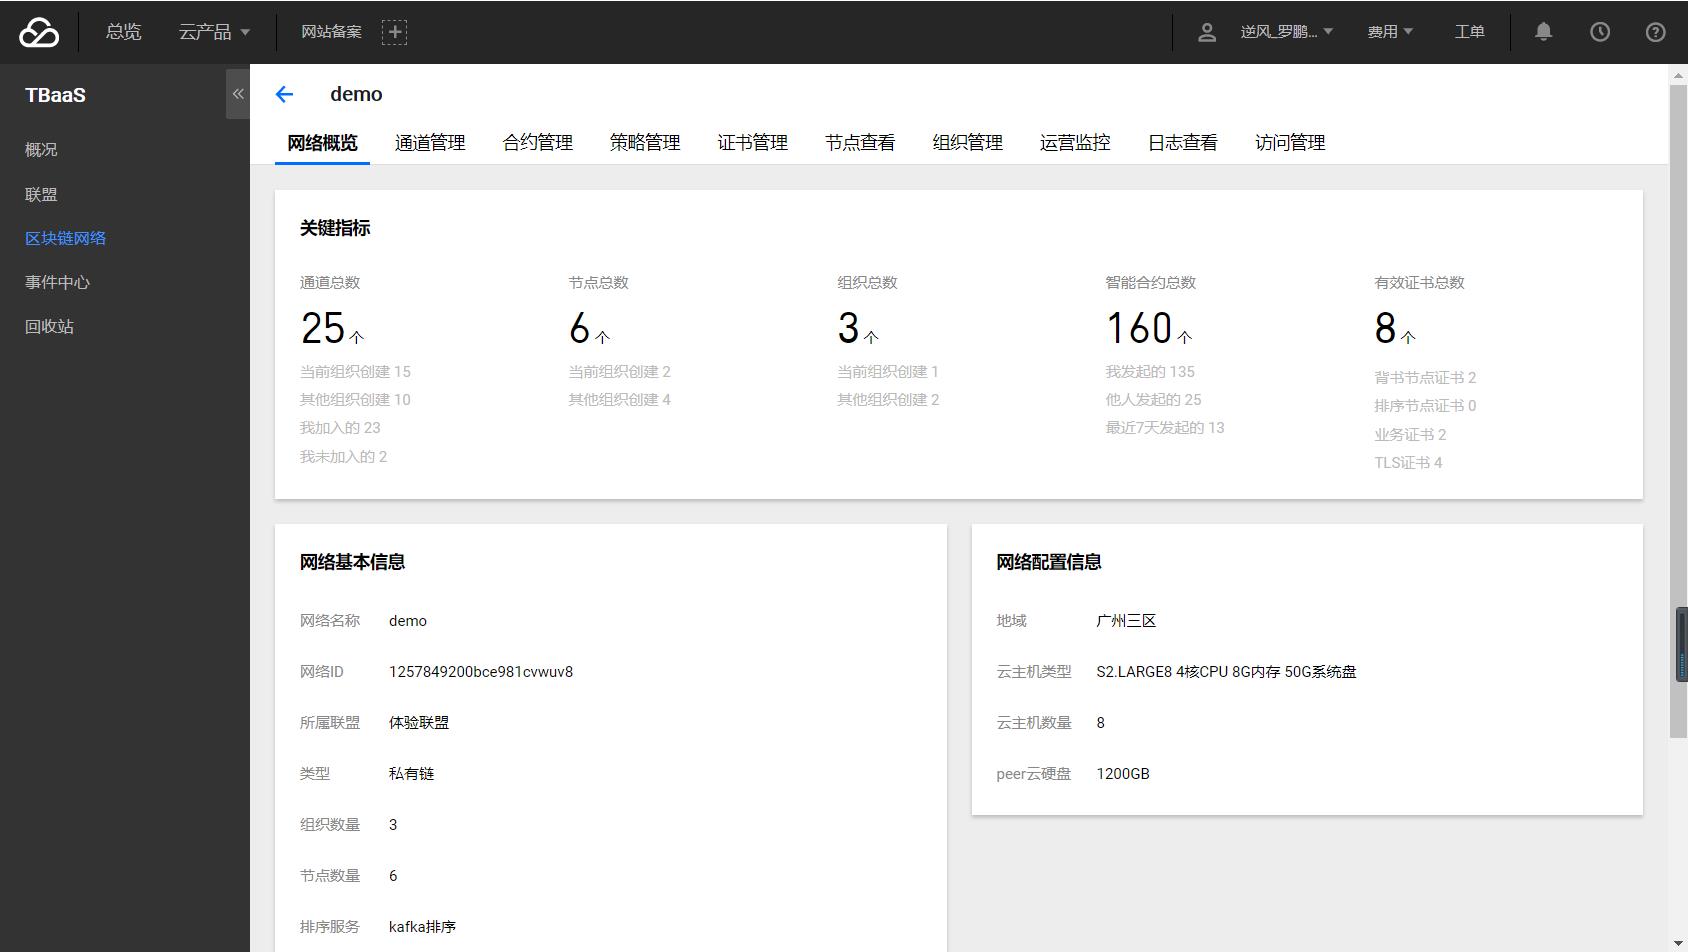 总览 云产品 网站备案 逆风_罗鹏... 费用 工单
TBaaS
概况
联盟
区块链网络
事件中心
回收站
demo
网络概览 通道管理 合约管理 策略管理 证书管理 节点查看 组织管理 运营监控 日志查看 访问管理
关键指标
通道总数
25个
当前组织创建 15
其他组织创建 10
我加入的 23
我未加入的 2
节点总数
6个
当前组织创建 2
其他组织创建 4
组织总数
3个
当前组织创建 1
其他组织创建 2
智能合约总数
160个
我发起的 135
他人发起的 25
最近7天发起的 13
有效证书总数
8个
背书节点证书 2
排序节点证书 0
业务证书 2
TLS证书 4
网络基本信息
网络名称 demo
网络ID 1257849200bce981cvwuv8
所属联盟 体验联盟
类型 私有链
组织数量 3
节点数量 6
排序服务 kafka排序
网络配置信息
地域 广州三区
云主机类型 S2.LARGE8 4核CPU 8G内存 50G系统盘
云主机数量 8
peer云硬盘 1200GB